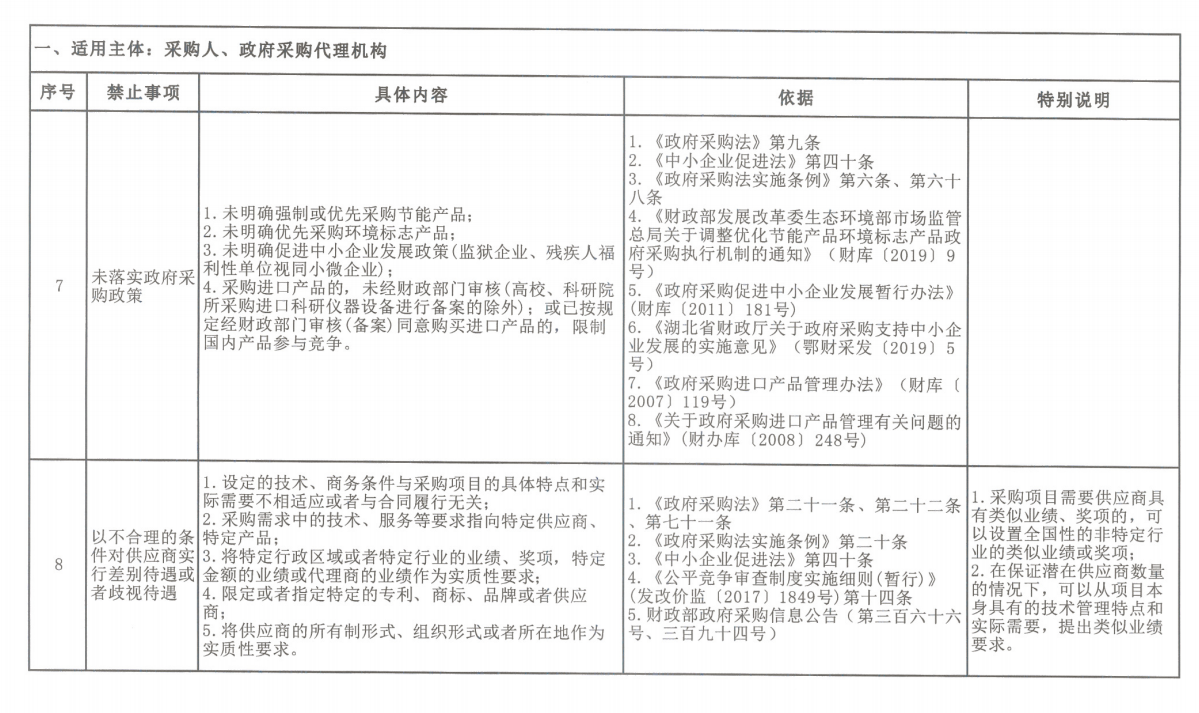 一、适用主体：采购人、政府采购代理机构
序号 禁止事项 具体内容 依据 特别说明
7
未落实政府采
购政策
1.未明确强制或优先采购节能产品；
2.未明确优先采购环境标志产品；
3.未明确促进中小企业发展政策(监狱企业、残疾人福
利性单位视同小微企业)；
4.采购进口产品的，未经财政部门审核(高校、科研院
所采购进口科研仪器设备进行备案的除外)；或已按规
定经财政部门审核(备案)同意购买进口产品的，限制
国内产品参与竞争。
1.《政府采购法》第九条
2.《中小企业促进法》第四十条
3.《政府采购法实施条例》第六条、第六十
八条
4.《财政部发展改革委生态环境部市场监管
总局关于调整优化节能产品环境标志产品政
府采购执行机制的通知》（财库〔2019〕9
号）
5.《政府采购促进中小企业发展暂行办法》
(财库〔2011〕181号)
6.《湖北省财政厅关于政府采购支持中小企
业发展的实施意见》（鄂财采发〔2019〕5
号）
7.《政府采购进口产品管理办法》（财库〔
2007〕119号）
8.《关于政府采购进口产品管理有关问题的
通知》(财办库〔2008〕248号)
8
以不合理的条
件对供应商实
行差别待遇或
者歧视待遇
1.设定的技术、商务条件与采购项目的具体特点和实
际需要不相适应或者与合同履行无关；
2.采购需求中的技术、服务等要求指向特定供应商、
特定产品；
3.将特定行政区域或者特定行业的业绩、奖项，特定
金额的业绩或代理商的业绩作为实质性要求；
4.限定或者指定特定的专利、商标、品牌或者供应
商；
5.将供应商的所有制形式、组织形式或者所在地作为
实质性要求。
1.《政府采购法》第二十一条、第二十二条
、第七十一条
2.《政府采购法实施条例》第二十条
3.《中小企业促进法》第四十条
4.《公平竞争审查制度实施细则(暂行)》
(发改价监〔2017〕1849号)第十四条
5.财政部政府采购信息公告（第三百六十六
号、三百九十四号）
1.采购项目需要供应商具
有类似业绩、奖项的，可
以设置全国性的非特定行
业的类似业绩或奖项；
2.在保证潜在供应商数量
的情况下，可以从项目本
身具有的技术管理特点和
实际需要，提出类似业绩
要求。